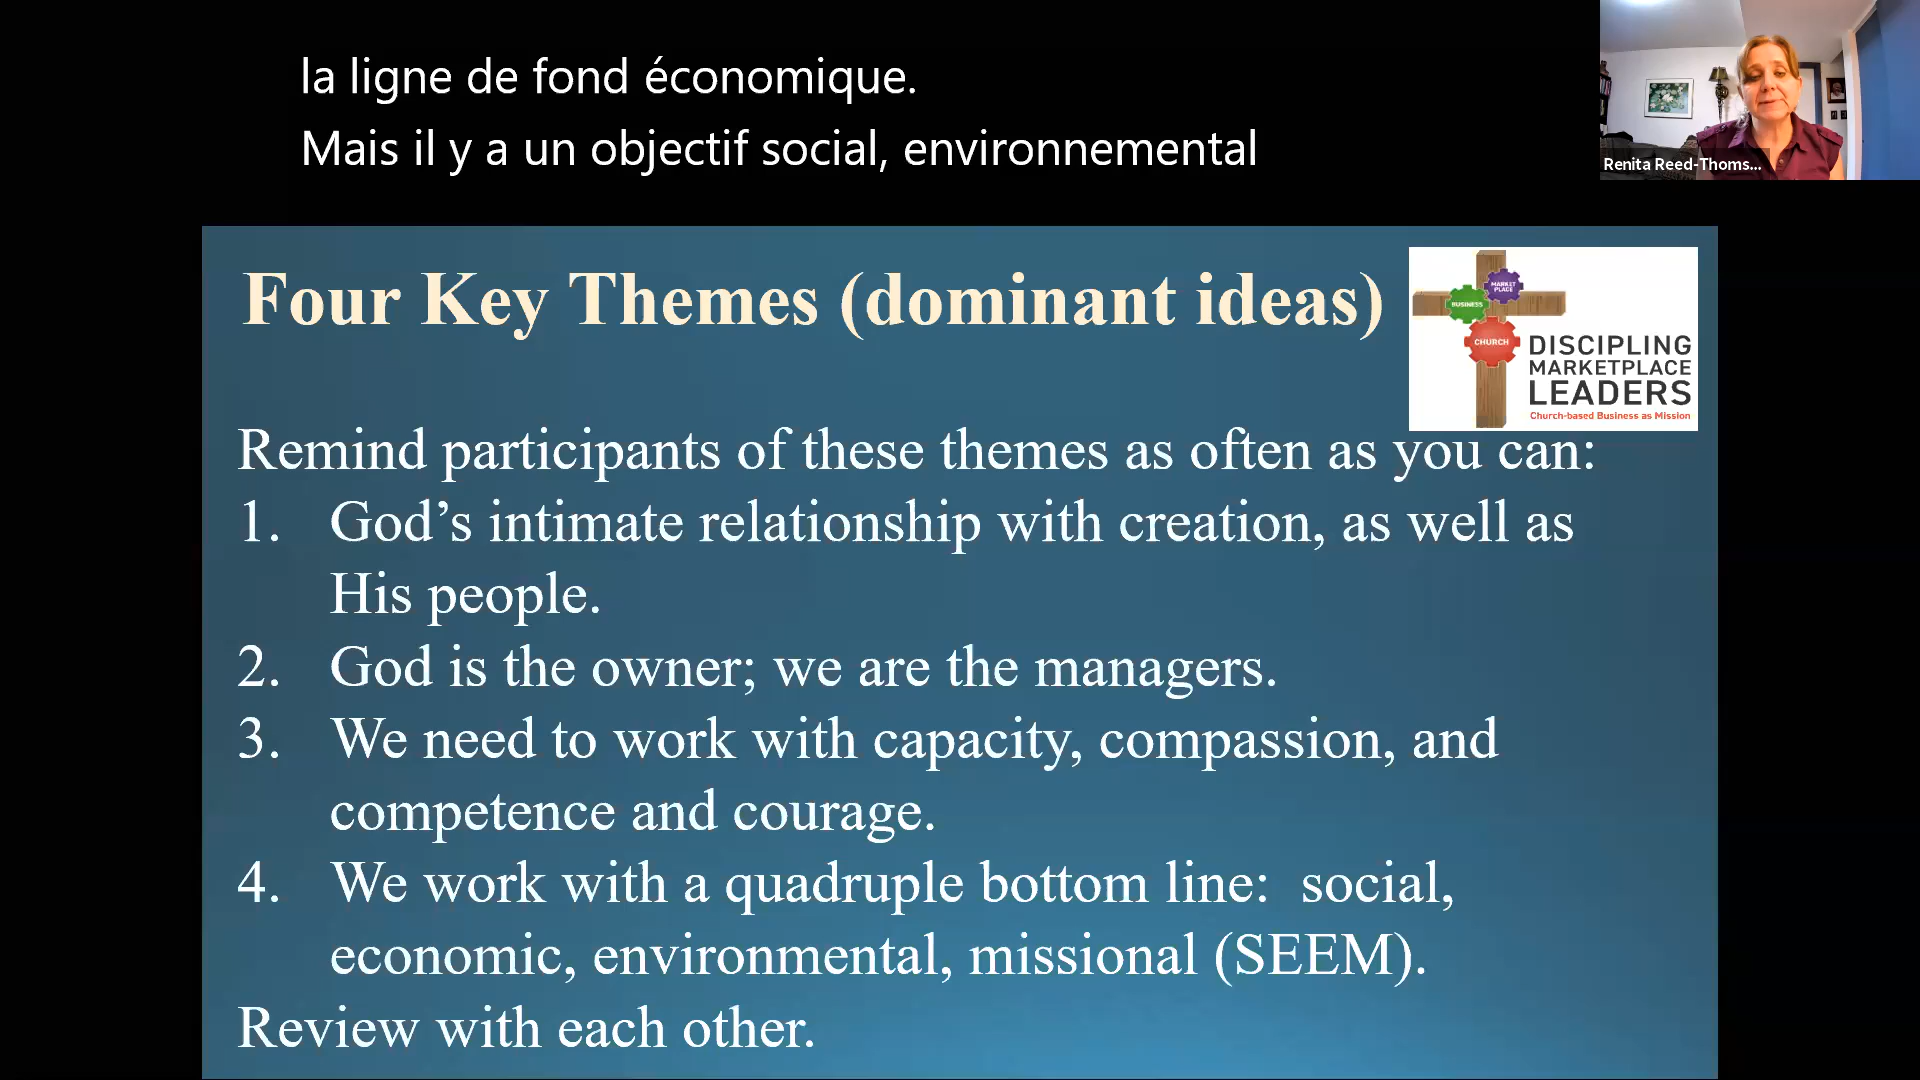 la ligne de fond économique.
Mais il y a un objectif social, environnemental
Renita Reed-Thoms...
Four Key Themes (dominant ideas)
MARKET
PLACE
BUSINESS
CHURCH
DISCIPLING
MARKETPLACE
LEADERS
Church-based Business as Mission
Remind participants of these themes as often as you can:
1. God’s intimate relationship with creation, as well as
His people.
2. God is the owner; we are the managers.
3. We need to work with capacity, compassion, and
competence and courage.
4. We work with a quadruple bottom line:  social,
economic, environmental, missional (SEEM).
Review with each other.